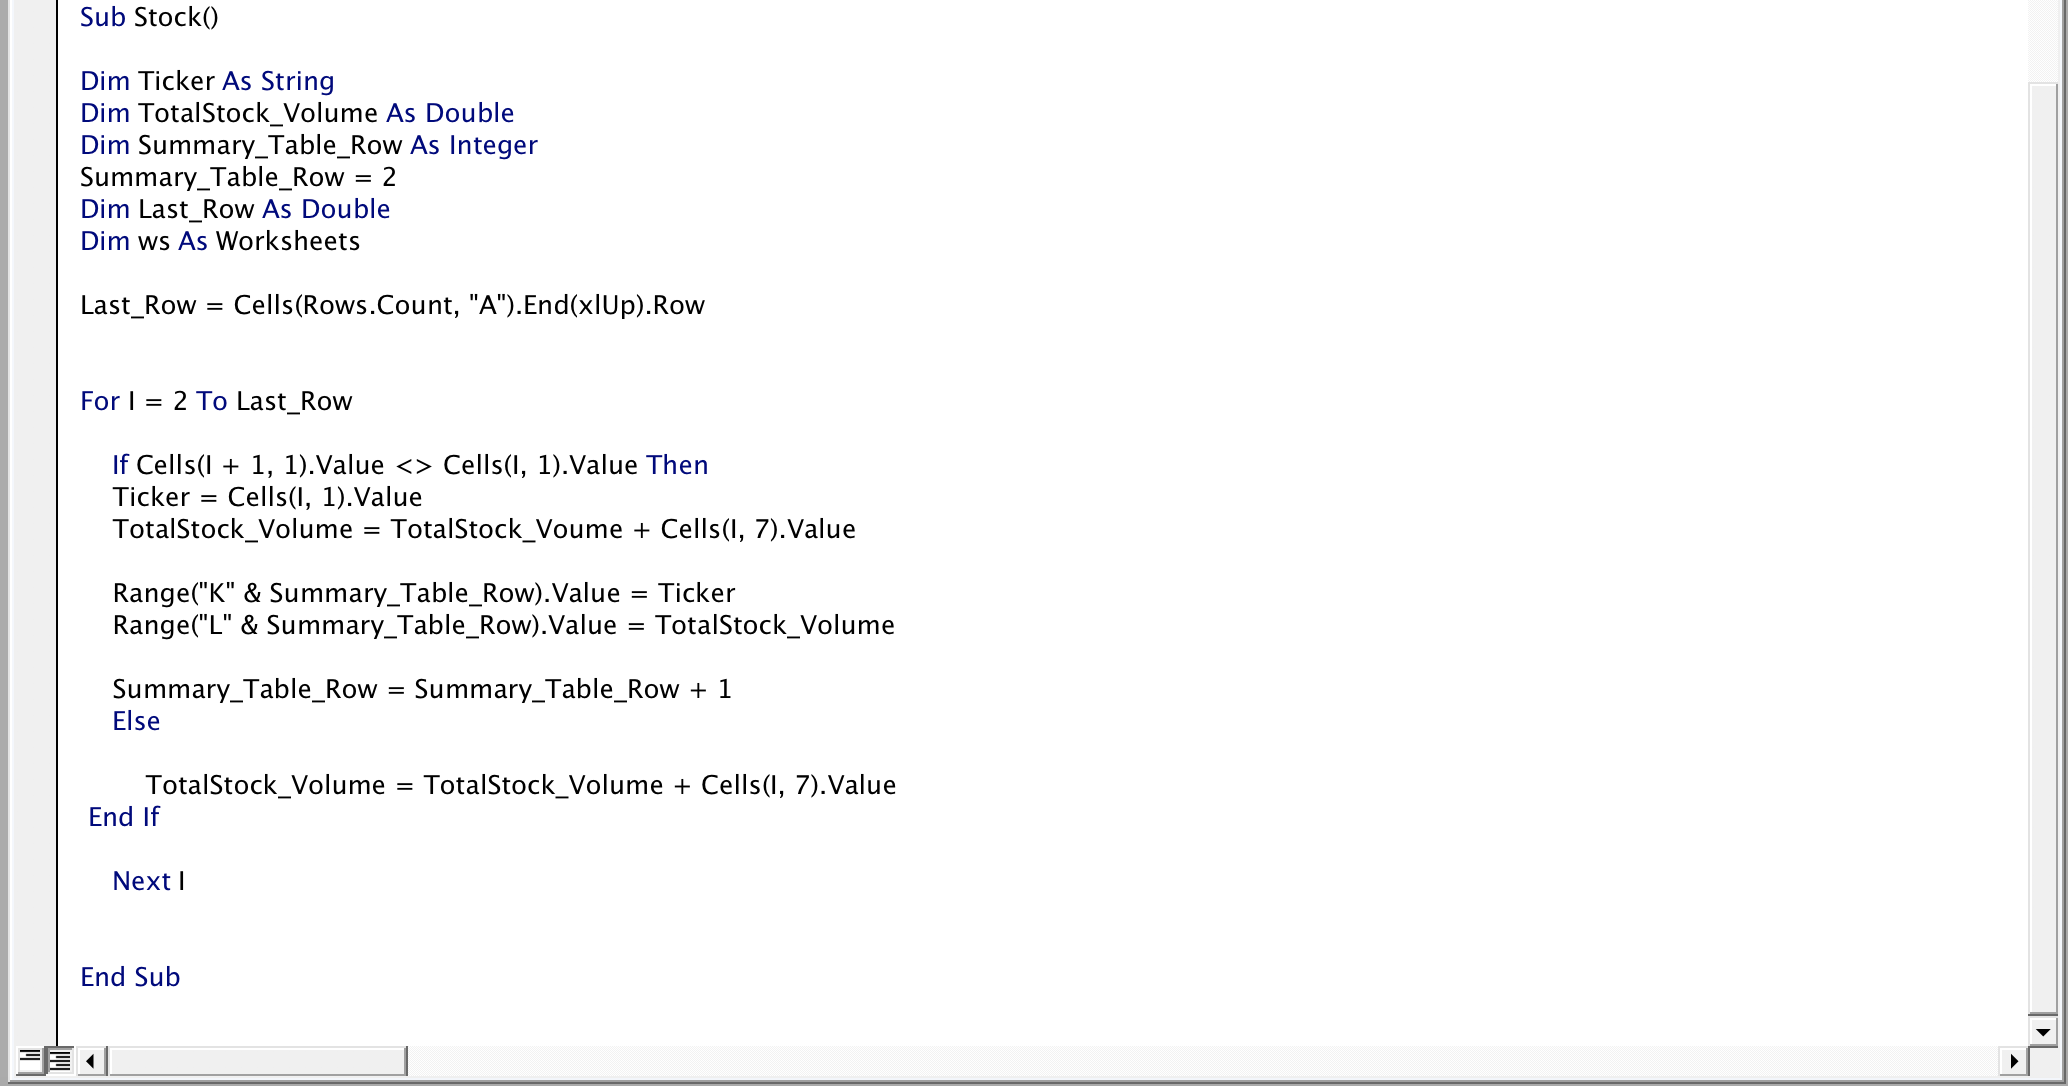 Sub Stock()
Dim Ticker As String
Dim TotalStock_Volume As Double
Dim Summary_Table_Row As Integer
Summary_Table_Row = 2
Dim Last_Row As Double
Dim ws As Worksheets
Last_Row = Cells(Rows.Count, "A").End(xlUp).Row
For I = 2 To Last_Row
If Cells(I + 1, 1).Value <> Cells(I, 1).Value Then
Ticker = Cells(I, 1).Value
TotalStock_Volume = TotalStock_Voume + Cells(I, 7).Value
Range("K" & Summary_Table_Row).Value = Ticker
Range("L" & Summary_Table_Row).Value = TotalStock_Volume
Summary_Table_Row = Summary_Table_Row + 1
Else
TotalStock_Volume = TotalStock_Volume + Cells(I, 7).Value
End If
Next I
End Sub